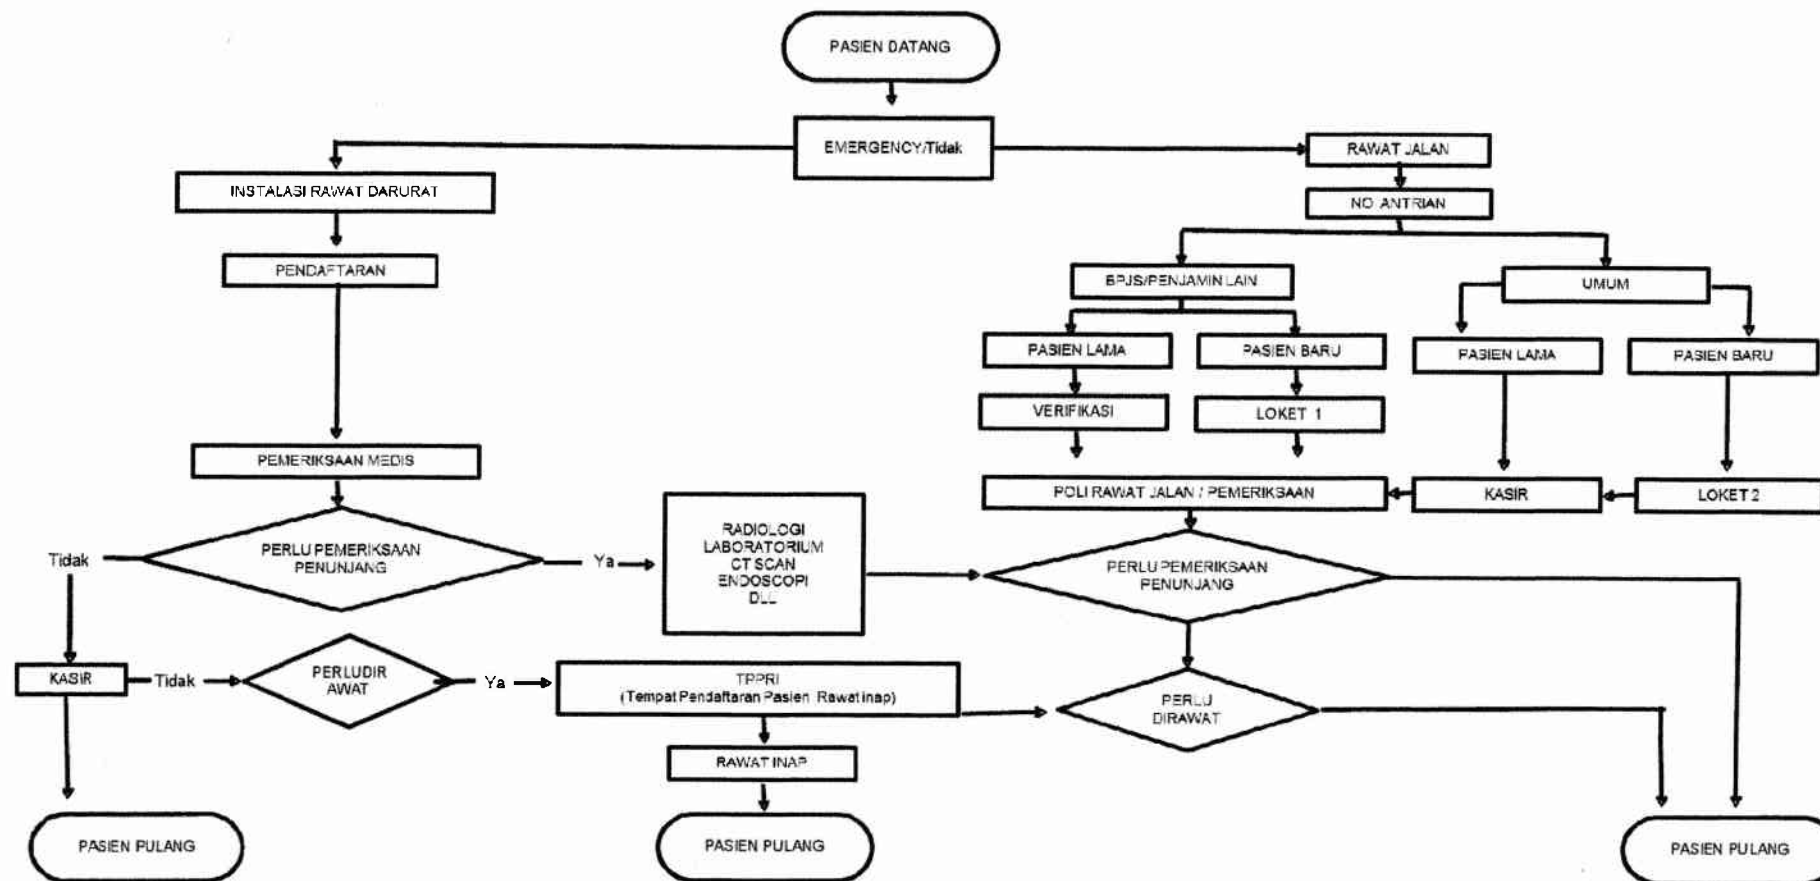 PASIEN DATANG
EMERGENCY/Tidak
RAWAT JALAN
INSTALASI RAWAT DARURAT
NO ANTRIAN
PENDAFTARAN
BPJS/PENJAMIN LAIN
UMUM
PASIEN LAMA
PASIEN BARU
PASIEN LAMA
PASIEN BARU
VERIFIKASI
LOKET 1
PEMERIKSAAN MEDIS
POLI RAWAT JALAN / PEMERIKSAAN
KASIR
LOKET 2
Tidak
PERLU PEMERIKSAAN
PENUNJANG
Ya
RADIOLOGI
LABORATORIUM
CT SCAN
ENDOSCOPI
DLL
PERLU PEMERIKSAAN
PENUNJANG
KASIR
Tidak
PERLUDIR
AWAT
Ya
TPPRI
(Tempat Pendaftaran Pasien Rawat inap)
PERLU
DIRAWAT
RAWAT INAP
PASIEN PULANG
PASIEN PULANG
PASIEN PULANG